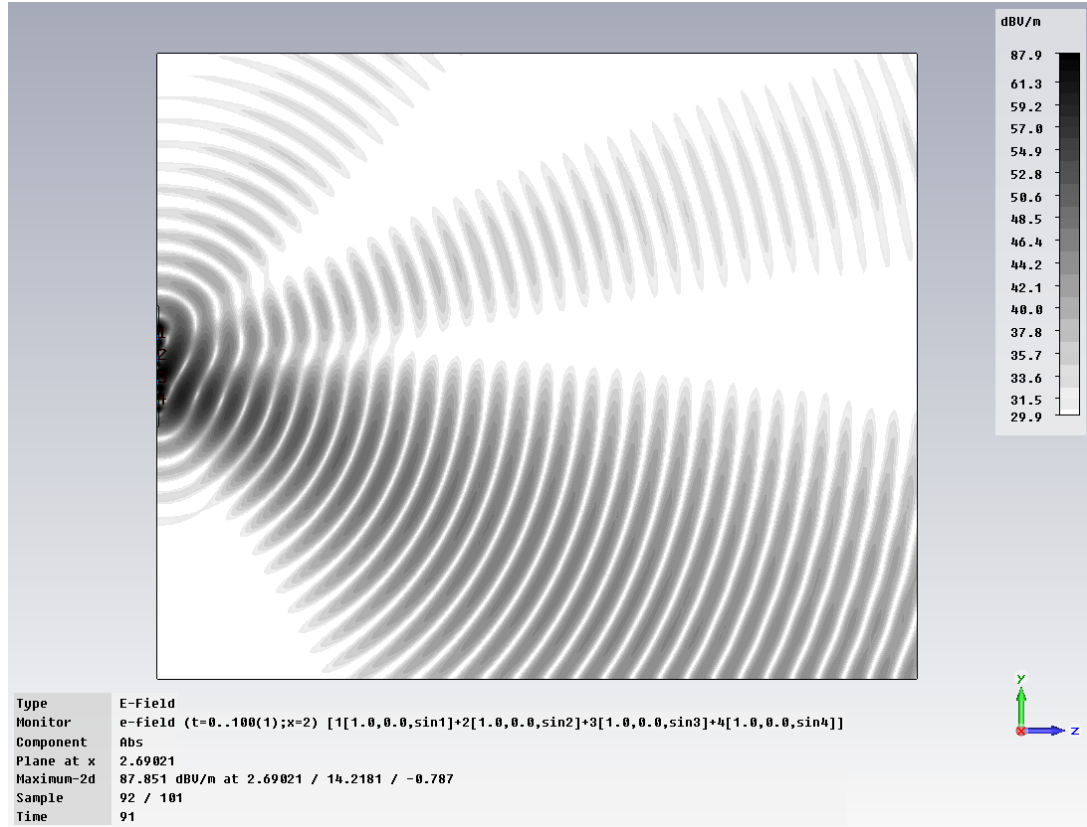 dBV/m
87.9
61.3
59.2
57.0
54.9
52.8
50.6
48.5
46.4
44.2
42.1
40.0
37.8
35.7
33.6
31.5
29.9
y
z
Type E-Field
Monitor e-field (t=0..100(1);x=2) [1[1.0,0.0,sin1]+2[1.0,0.0,sin2]+3[1.0,0.0,sin3]+4[1.0,0.0,sin4]]
Component Abs
Plane at x 2.69021
Maximum-2d 87.851 dBV/m at 2.69021 / 14.2181 / -0.787
Sample 92 / 101
Time 91